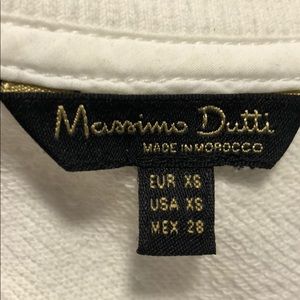 Massimo Dutti
MADE IN MOROCCO
EUR XS
USA XS
MEX 28